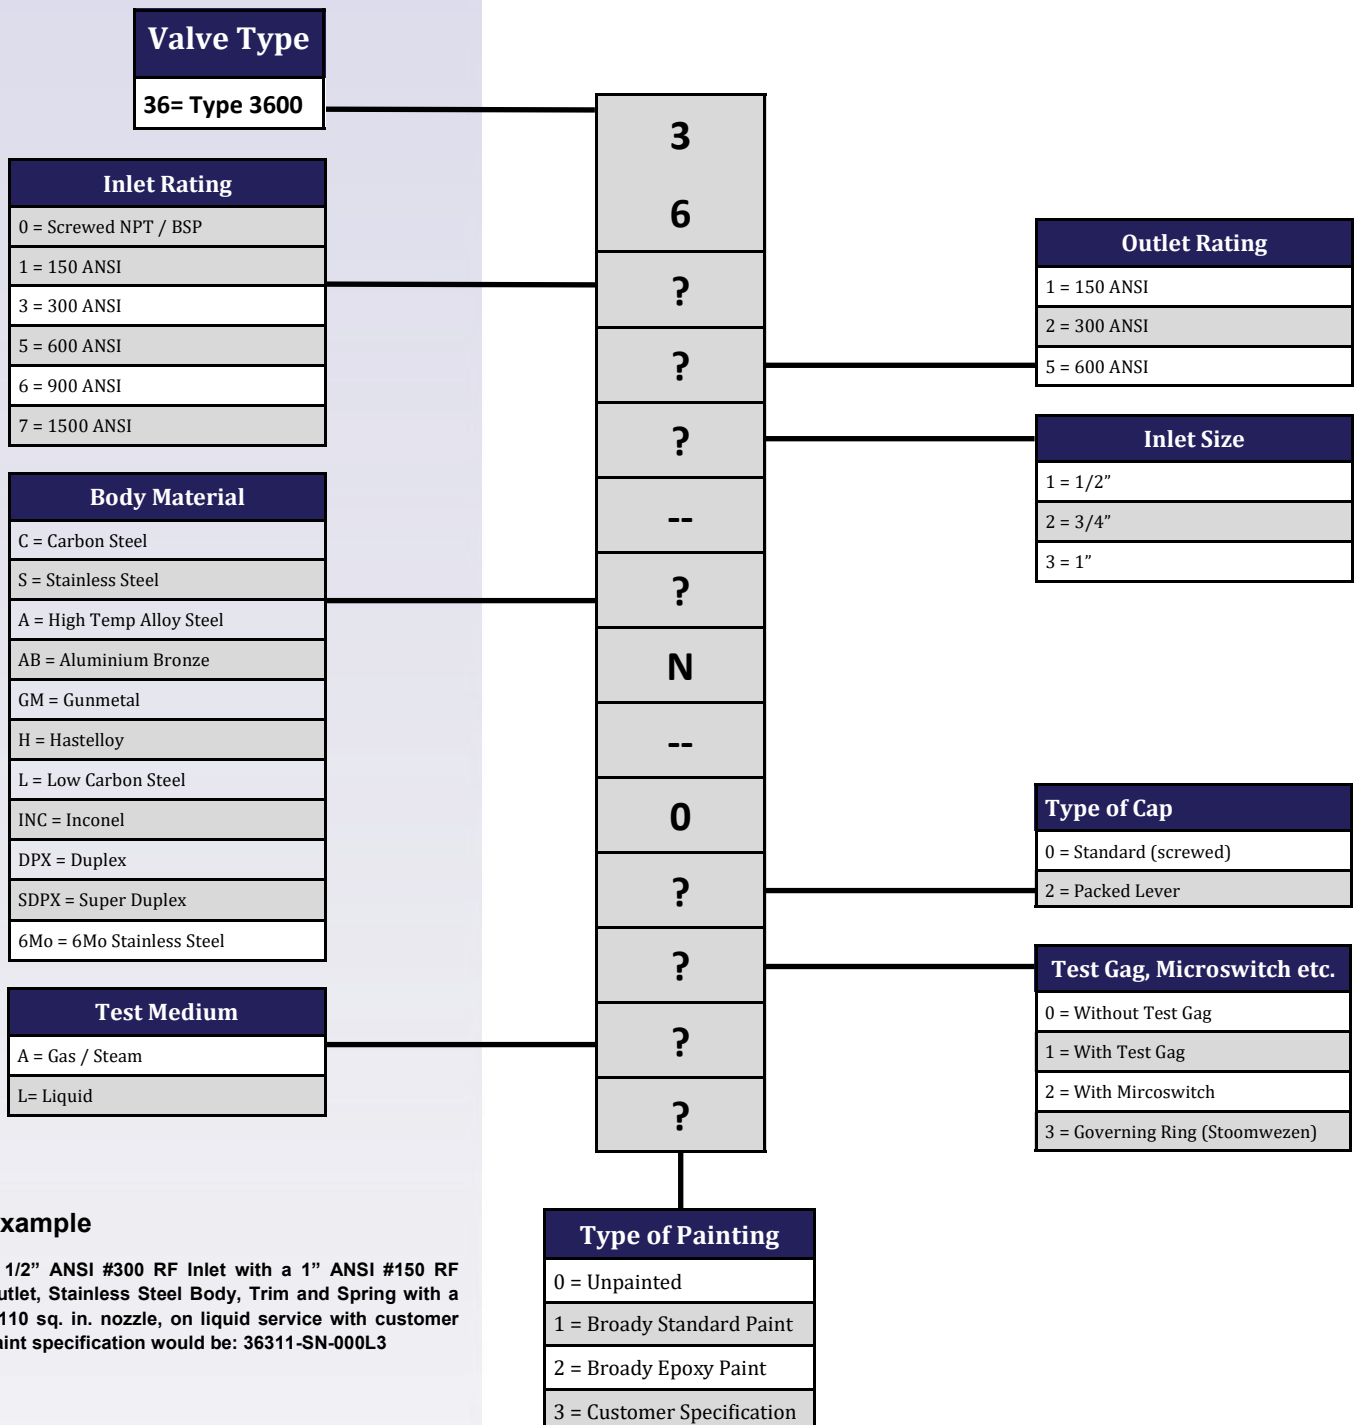 Valve Type
36= Type 3600
Inlet Rating
0 = Screwed NPT / BSP
1 = 150 ANSI
3 = 300 ANSI
5 = 600 ANSI
6 = 900 ANSI
7 = 1500 ANSI
Body Material
C = Carbon Steel
S = Stainless Steel
A = High Temp Alloy Steel
AB = Aluminium Bronze
GM = Gunmetal
H = Hastelloy
L = Low Carbon Steel
INC = Inconel
DPX = Duplex
SDPX = Super Duplex
6Mo = 6Mo Stainless Steel
Test Medium
A = Gas / Steam
L= Liquid
3
6
?
?
?
--
?
N
--
0
?
?
?
?
Outlet Rating
1 = 150 ANSI
2 = 300 ANSI
5 = 600 ANSI
Inlet Size
1 = 1/2”
2 = 3/4”
3 = 1”
Type of Cap
0 = Standard (screwed)
2 = Packed Lever
Test Gag, Microswitch etc.
0 = Without Test Gag
1 = With Test Gag
2 = With Mircoswitch
3 = Governing Ring (Stoomwezen)
Type of Painting
0 = Unpainted
1 = Broady Standard Paint
2 = Broady Epoxy Paint
3 = Customer Specification
xample
1/2” ANSI #300 RF Inlet with a 1” ANSI #150 RF
utlet, Stainless Steel Body, Trim and Spring with a
110 sq. in. nozzle, on liquid service with customer
aint specification would be: 36311-SN-000L3